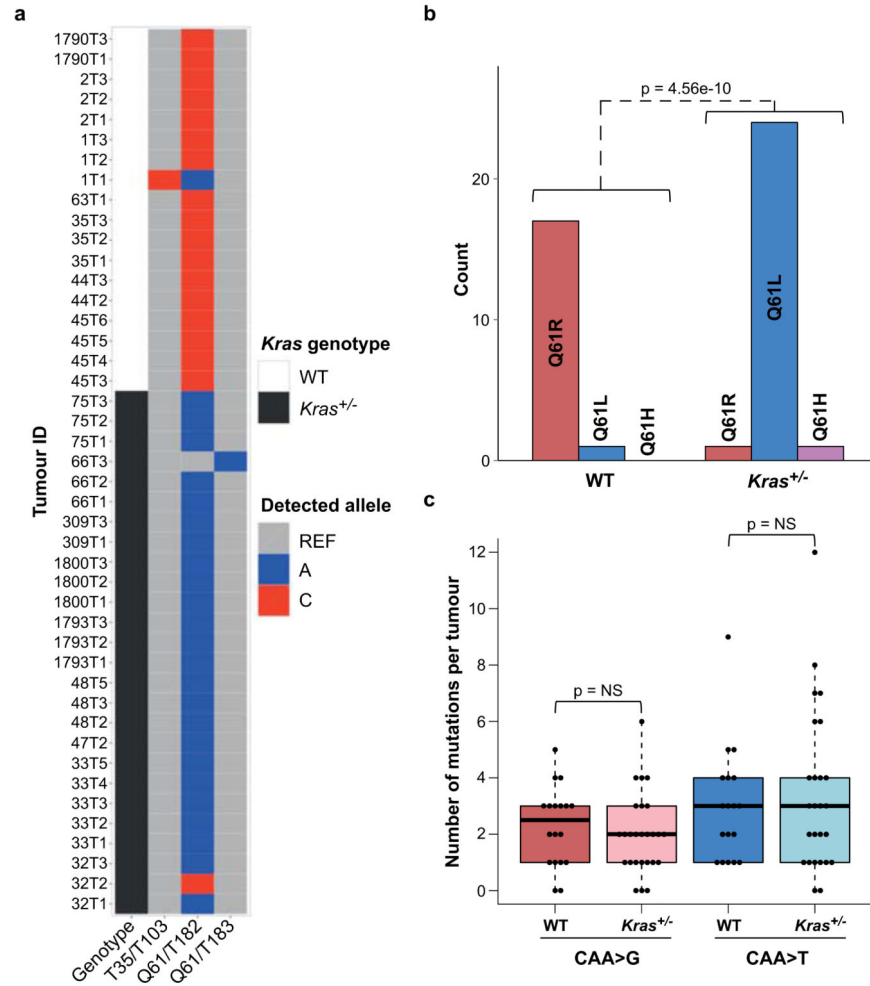 a
1790T3
1790T1
2T3
2T2
2T1
1T3
1T2
1T1
63T1
35T3
35T2
35T1
44T3
44T2
45T6
45T5
45T4
45T3
75T3
75T2
75T1
66T3
66T2
66T1
309T3
309T1
1800T3
1800T2
1800T1
1793T3
1793T2
1793T1
48T5
48T3
48T2
47T2
33T5
33T4
33T3
33T2
33T1
32T3
32T2
32T1
Tumour ID
Genotype
T35/T103
Q61/T182
Q61/T183
Kras genotype
WT
Kras+/-
Detected allele
REF
A
C
b
p = 4.56e-10
Count
20
10
0
Q61R
Q61L
Q61H
Q61R
Q61L
Q61H
WT
Kras+/-
c
p = NS
p = NS
Number of mutations per tumour
12
10
8
6
4
2
0
WT
Kras+/-
WT
Kras+/-
CAA>G
CAA>T